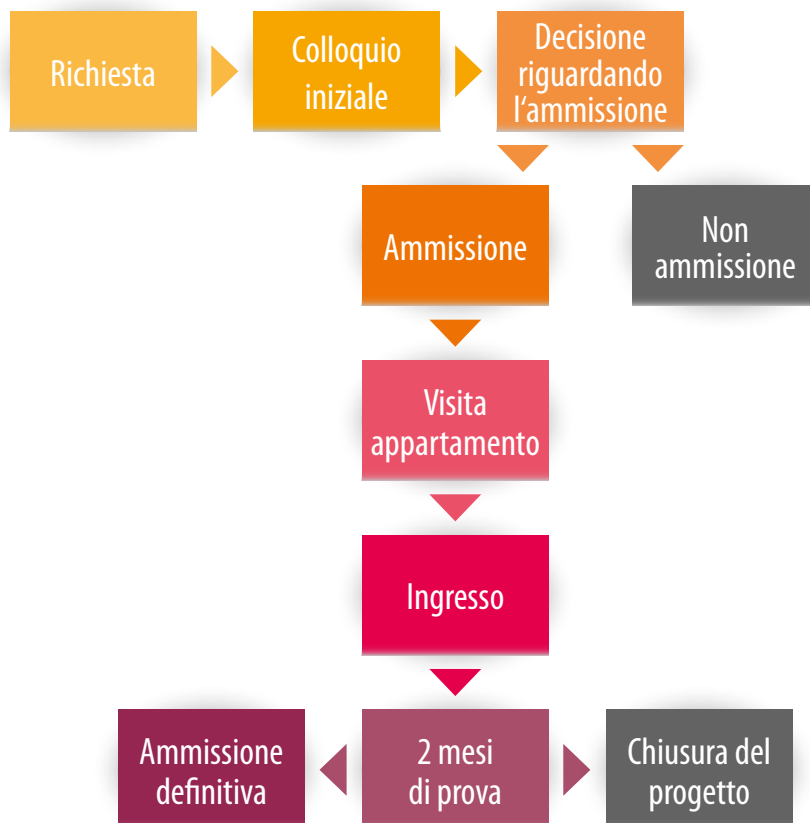 Richiesta
Colloquio
iniziale
Decisione
riguardando
l‘ammissione
Ammissione
Non
ammissione
Visita
appartamento
Ingresso
Ammissione
definitiva
2 mesi
di prova
Chiusura del
progetto